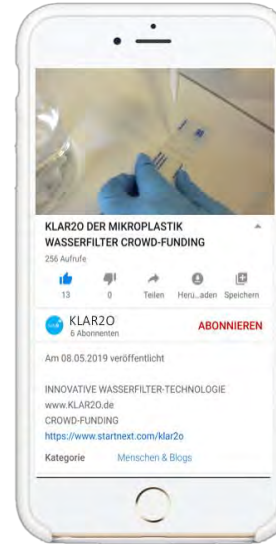 KLAR2O DER MIKROPLASTIK
WASSERFILTER CROWD-FUNDING
256 Aufrufe
13
0
Teilen
Heru...aden
Speichern
KLAR2O
6 Abonnenten
ABONNIEREN
Am 08.05.2019 veröffentlicht
INNOVATIVE WASSERFILTER-TECHNOLOGIE
www.KLAR2O.de
CROWD-FUNDING
https://www.startnext.com/klar2o
Kategorie
Menschen & Blogs